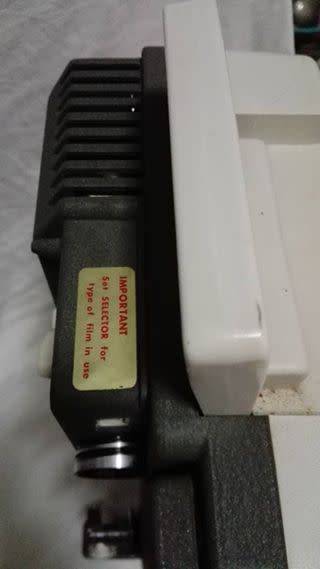 IMPORTANT
Set SELECTOR for
type of film in use